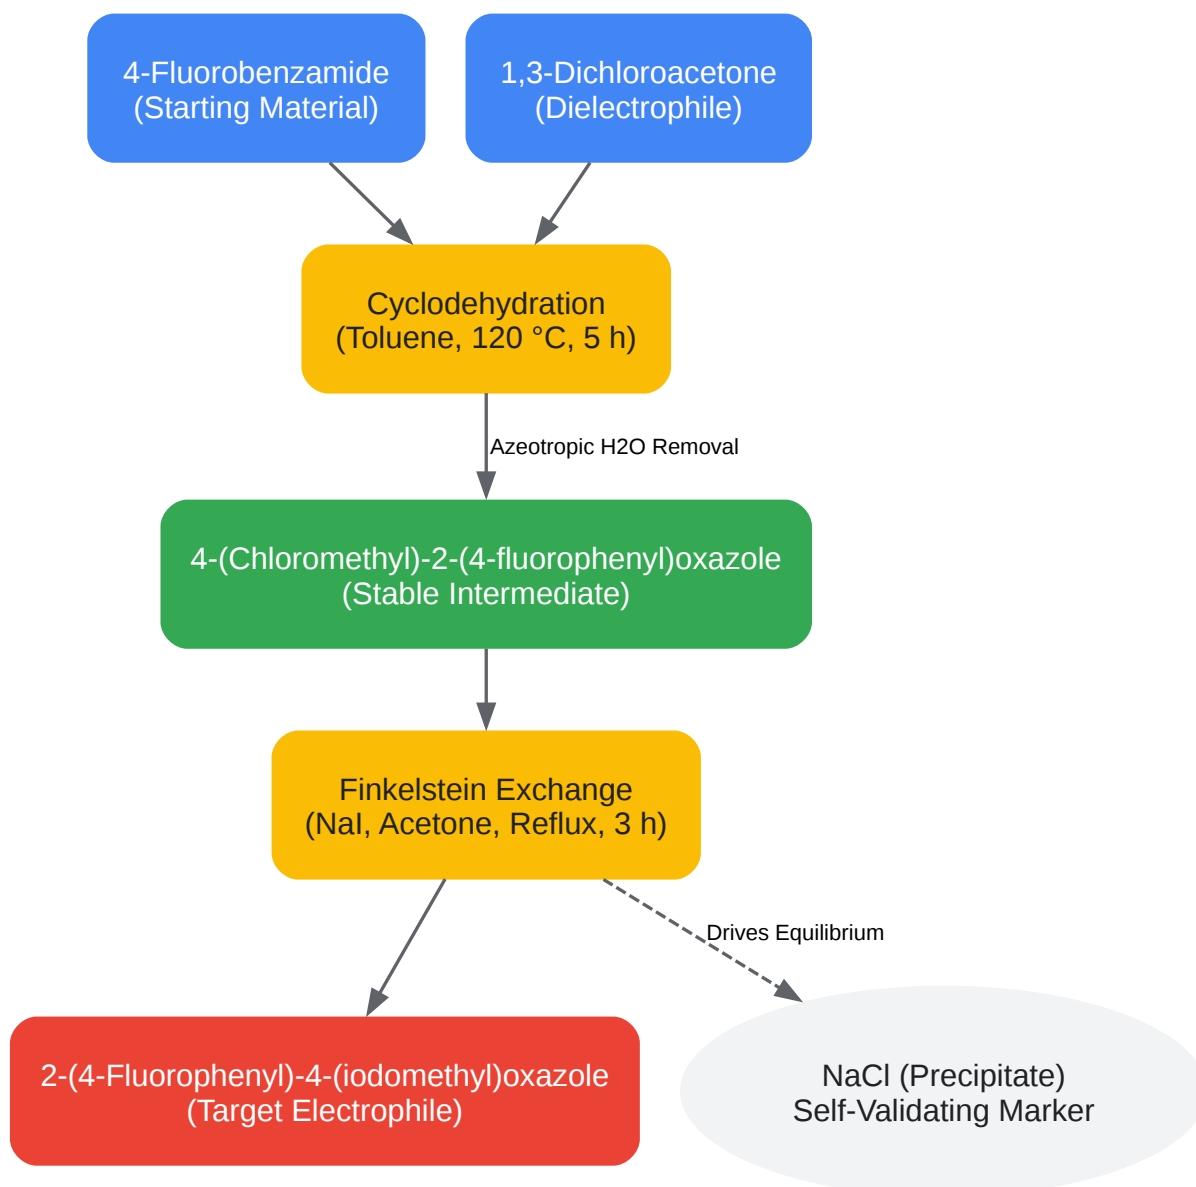 4-Fluorobenzamide
(Starting Material)
1,3-Dichloroacetone
(Dielectrophile)
Cyclodehydration
(Toluene, 120 °C, 5 h)
Azeotropic H2O Removal
4-(Chloromethyl)-2-(4-fluorophenyl)oxazole
(Stable Intermediate)
Finkelstein Exchange
(NaI, Acetone, Reflux, 3 h)
Drives Equilibrium
2-(4-Fluorophenyl)-4-(iodomethyl)oxazole
(Target Electrophile)
NaCl (Precipitate)
Self-Validating Marker